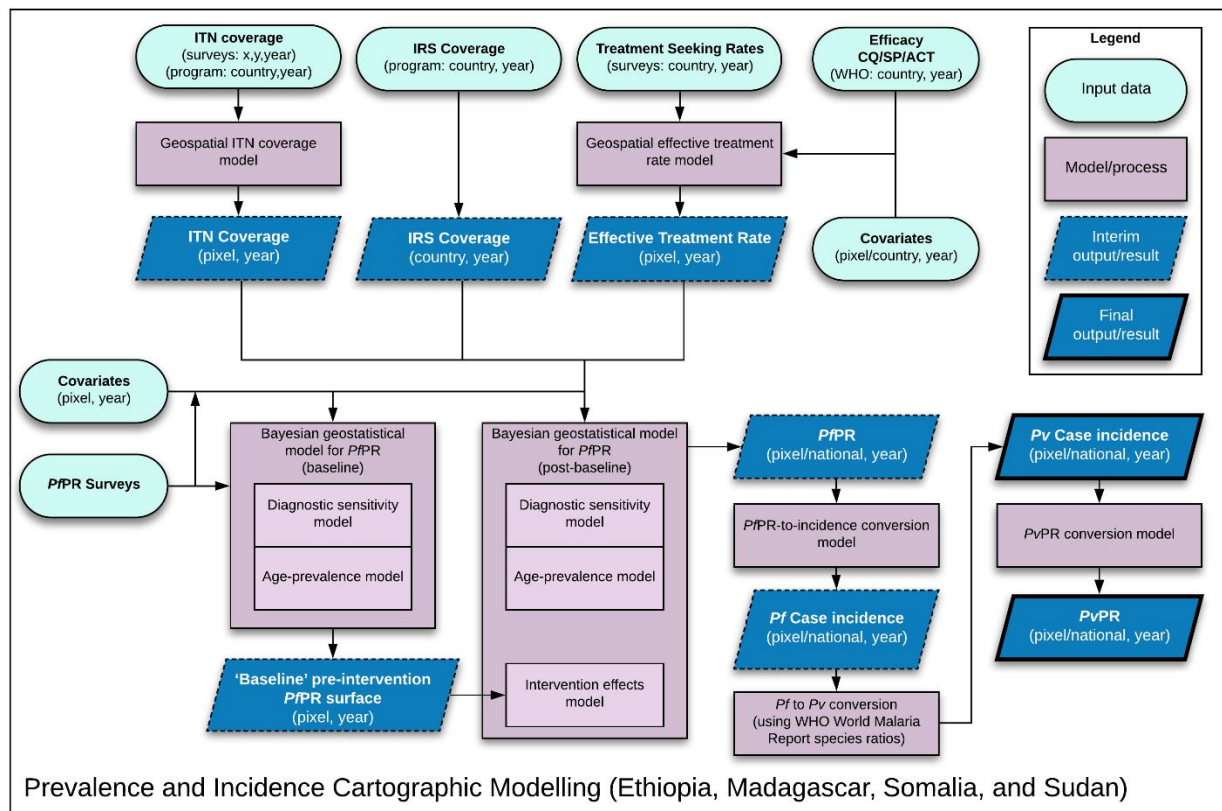 ITN coverage
(surveys: x,y,year)
(program: country,year)
IRS Coverage
(program: country, year)
Treatment Seeking Rates
(surveys: country, year)
Efficacy
CQ/SP/ACT
(WHO: country, year)
Legend
Input data
Model/process
Interim
output/result
Final
output/result
Geospatial ITN coverage
model
Geospatial effective treatment
rate model
ITN Coverage
(pixel, year)
IRS Coverage
(country, year)
Effective Treatment Rate
(pixel, year)
Covariates
(pixel/country, year)
Covariates
(pixel, year)
PfPR Surveys
Bayesian geostatistical
model for PfPR
(baseline)
Diagnostic sensitivity
model
Age-prevalence model
'Baseline' pre-intervention
PfPR surface
(pixel, year)
Bayesian geostatistical model
for PfPR
(post-baseline)
Diagnostic sensitivity
model
Age-prevalence model
Intervention effects
model
PfPR
(pixel/national, year)
PfPR-to-incidence conversion
model
Pf Case incidence
(pixel/national, year)
Pf to Pv conversion
(using WHO World Malaria
Report species ratios)
Pv Case incidence
(pixel/national, year)
PvPR conversion model
PvPR
(pixel/national, year)
Prevalence and Incidence Cartographic Modelling (Ethiopia, Madagascar, Somalia, and Sudan)